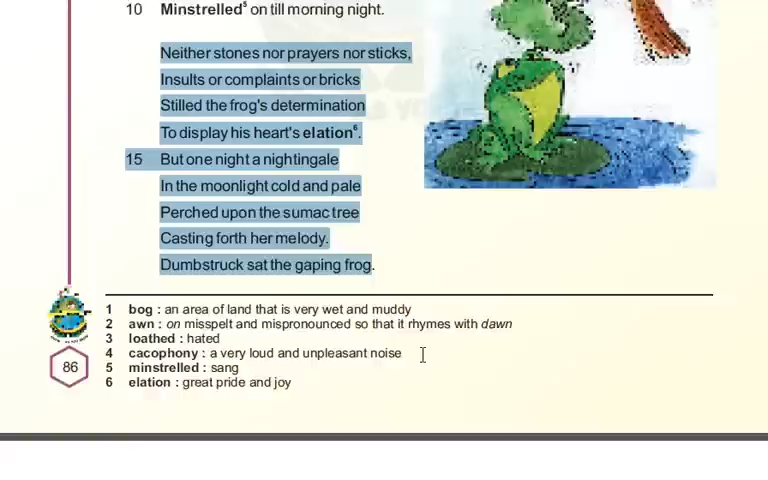 10 Minstrelled⁵ on till morning night.
Neither stones nor prayers nor sticks,
Insults or complaints or bricks
Stilled the frog's determination
To display his heart's elation⁶.
15 But one night a nightingale
In the moonlight cold and pale
Perched upon the sumac tree
Casting forth her melody.
Dumbstruck sat the gaping frog.
1 bog : an area of land that is very wet and muddy
2 awn : on misspelt and mispronounced so that it rhymes with dawn
3 loathed : hated
4 cacophony : a very loud and unpleasant noise
5 minstrelled : sang
6 elation : great pride and joy
86